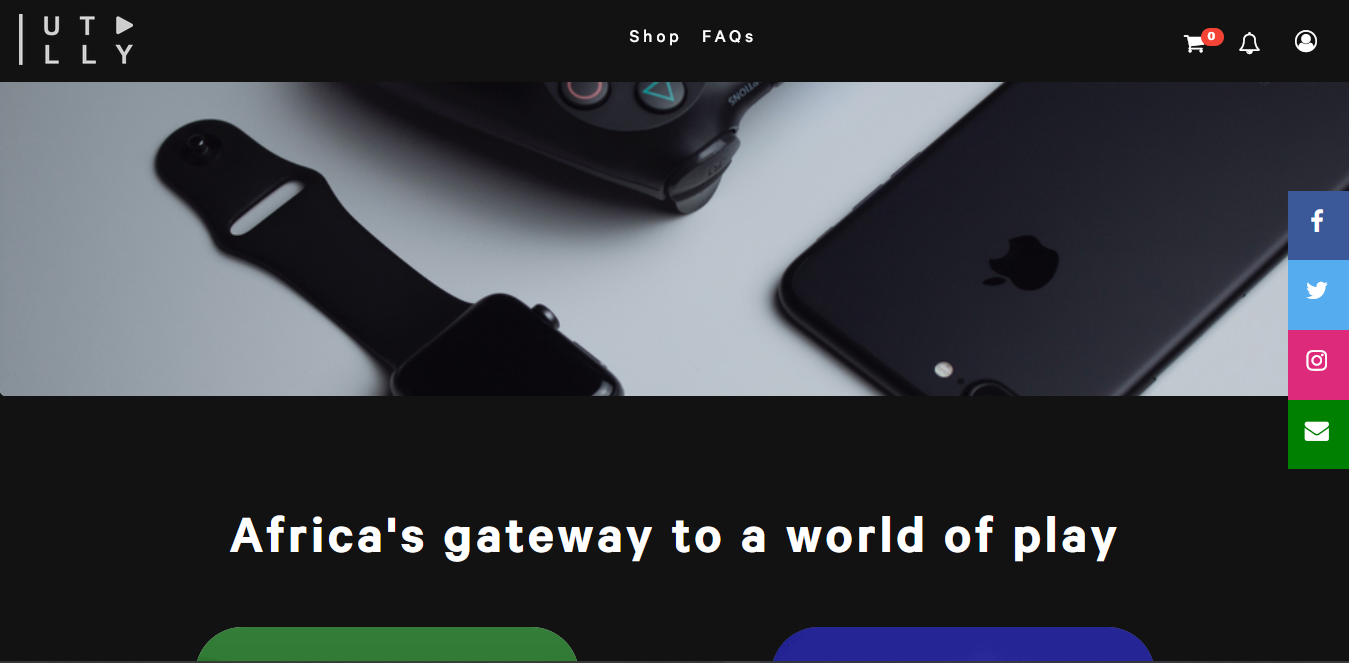 U T
L L Y
Shop FAQs
0
OPTIONS
Africa's gateway to a world of play